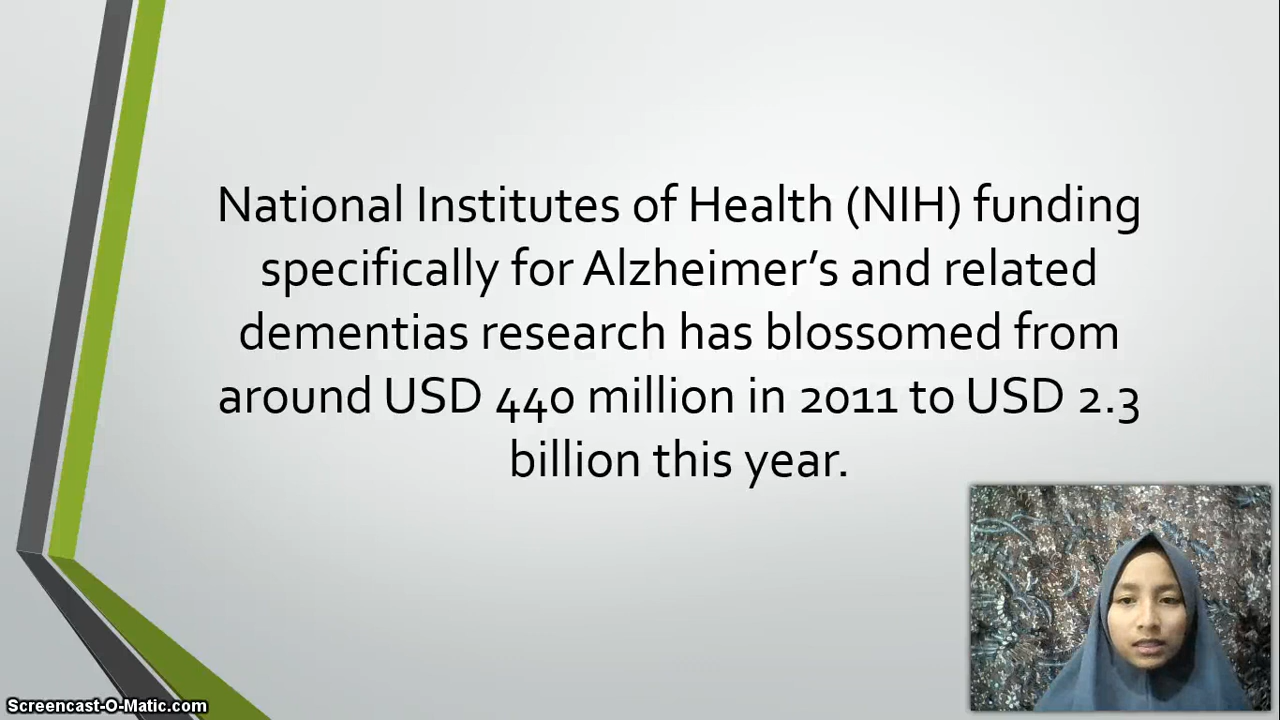 National Institutes of Health (NIH) funding
specifically for Alzheimer’s and related
dementias research has blossomed from
around USD 440 million in 2011 to USD 2.3
billion this year.
Screencast-O-Matic.com